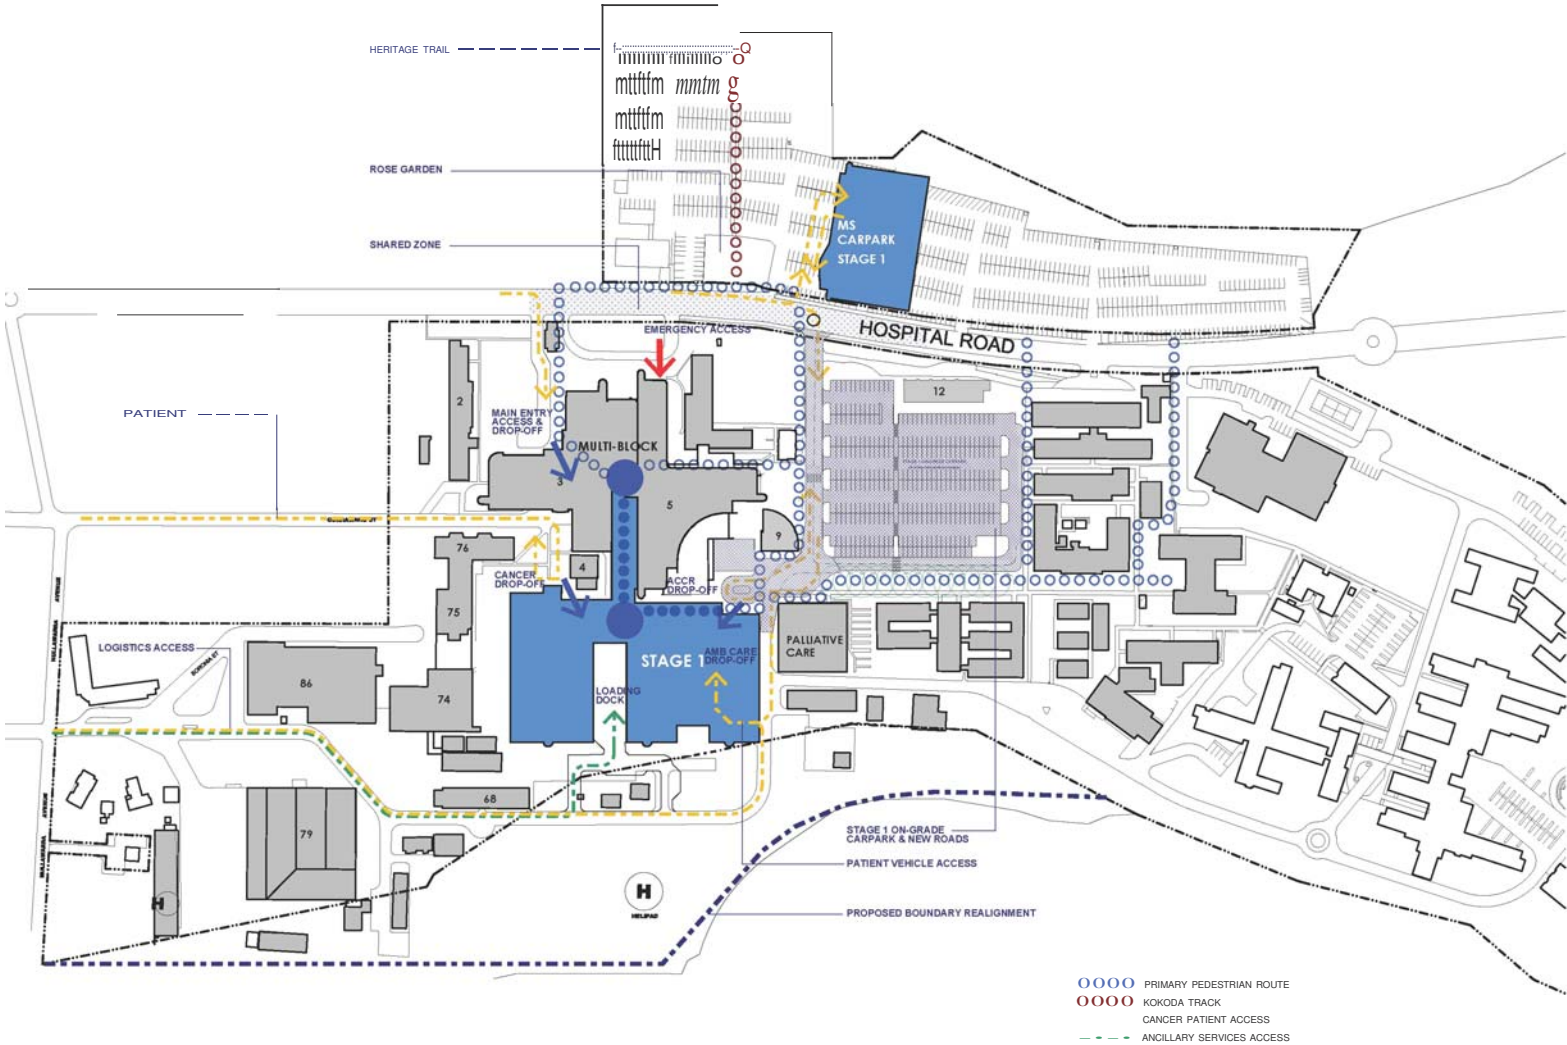 HERITAGE TRAIL
ROSE GARDEN
SHARED ZONE
MS
CARPARK
STAGE 1
HOSPITAL ROAD
EMERGENCY ACCESS
2
12
PATIENT
MAIN ENTRY
ACCESS &
DROP-OFF
MULTI-BLOCK
3
5
9
76
4
CANCER
DROP-OFF
ACCR
DROP-OFF
75
PALLIATIVE
CARE
LOGISTICS ACCESS
BORONIA ST
STAGE 1
AMB CARE
DROP-OFF
86
74
LOADING
DOCK
68
79
STAGE 1 ON-GRADE
CARPARK & NEW ROADS
PATIENT VEHICLE ACCESS
H
HELIPAD
H
PROPOSED BOUNDARY REALIGNMENT
PRIMARY PEDESTRIAN ROUTE
KOKODA TRACK
CANCER PATIENT ACCESS
ANCILLARY SERVICES ACCESS